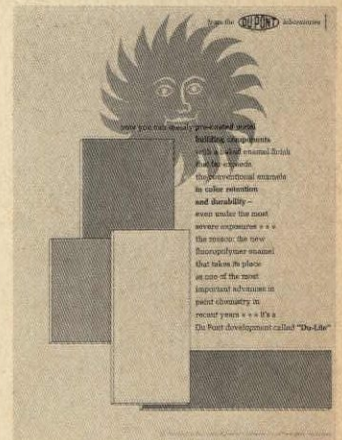 from the DU PONT laboratories
now you can specify pre-coated metal
building components
with a baked enamel finish
that far exceeds
the conventional enamels
in color retention
and durability—
even under the most
severe exposures • • •
the reason: the new
fluoropolymer enamel
that takes its place
as one of the most
important advances in
paint chemistry in
recent years • • • it's a
Du Pont development called "Du-Lite"